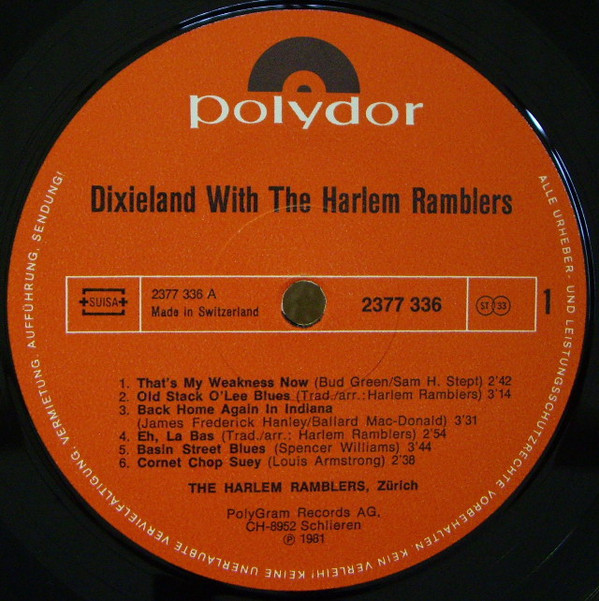 polydor
Dixieland With The Harlem Ramblers
+SUISA+
2377 336 A
Made in Switzerland
2377 336
ST 33
1
1. That's My Weakness Now (Bud Green/Sam H. Stept) 2'42
2. Old Stack O'Lee Blues (Trad./arr.: Harlem Ramblers) 3'14
3. Back Home Again In Indiana
(James Frederick Hanley/Ballard Mac-Donald) 3'31
4. Eh, La Bas (Trad./arr.: Harlem Ramblers) 2'54
5. Basin Street Blues (Spencer Williams) 3'44
6. Cornet Chop Suey (Louis Armstrong) 2'38
THE HARLEM RAMBLERS, Zürich
PolyGram Records AG,
CH-8952 Schlieren
℗ 1981
ALLE URHEBER- UND LEISTUNGSSCHUTZRECHTE VORBEHALTEN. KEIN VERLEIH! KEINE UNERLAUBTE VERVIELFÄLTIGUNG, VERMIETUNG, AUFFÜHRUNG, SENDUNG!